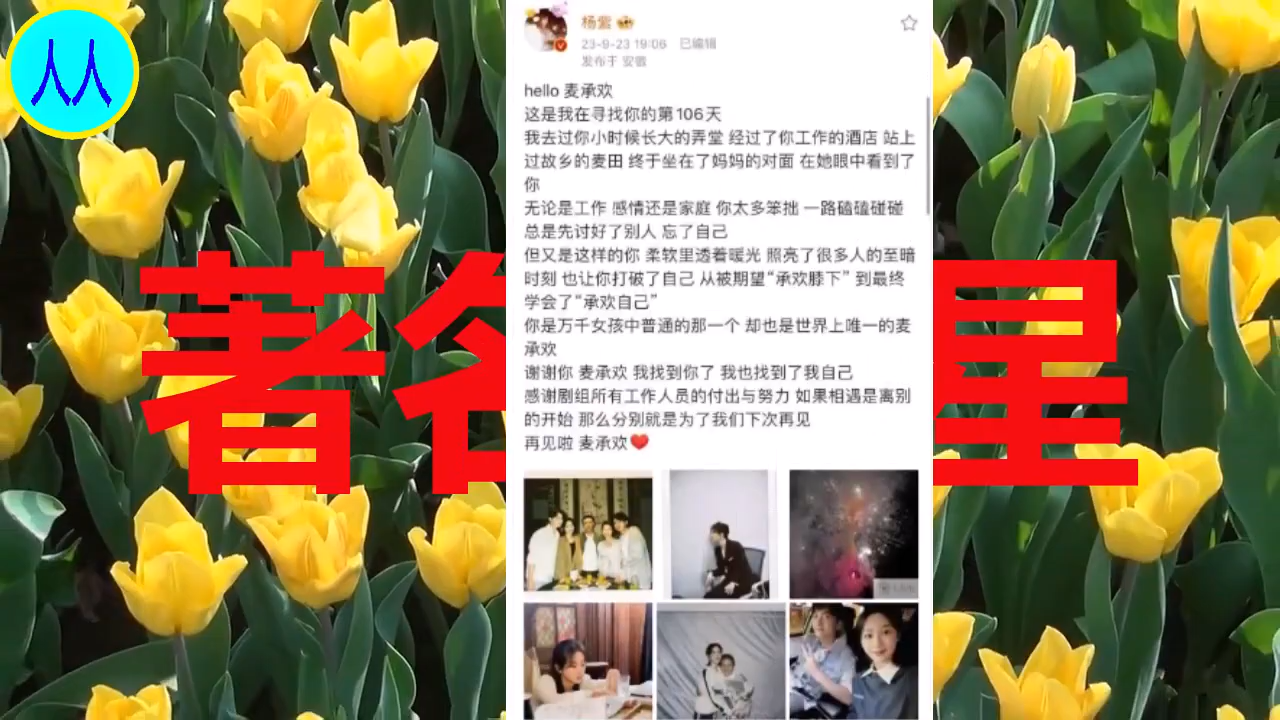 杨紫
23-9-23 19:06 已编辑
发布于 安徽
hello 麦承欢
这是我在寻找你的第106天
我去过你小时候长大的弄堂 经过了你工作的酒店 站上
过故乡的麦田 终于坐在了妈妈的对面 在她眼中看到了
你
无论是工作 感情还是家庭 你太多笨拙 一路磕磕碰碰
总是先讨好了别人 忘了自己
但又是这样的你 柔软里透着暖光 照亮了很多人的至暗
时刻 也让你打破了自己 从被期望“承欢膝下” 到最终
学会了“承欢自己”
你是万千女孩中普通的那一个 却也是世界上唯一的麦
承欢
谢谢你 麦承欢 我找到你了 我也找到了我自己
感谢剧组所有工作人员的付出与努力 如果相遇是离别
的开始 那么分别就是为了我们下次再见
再见啦 麦承欢❤️
著 星